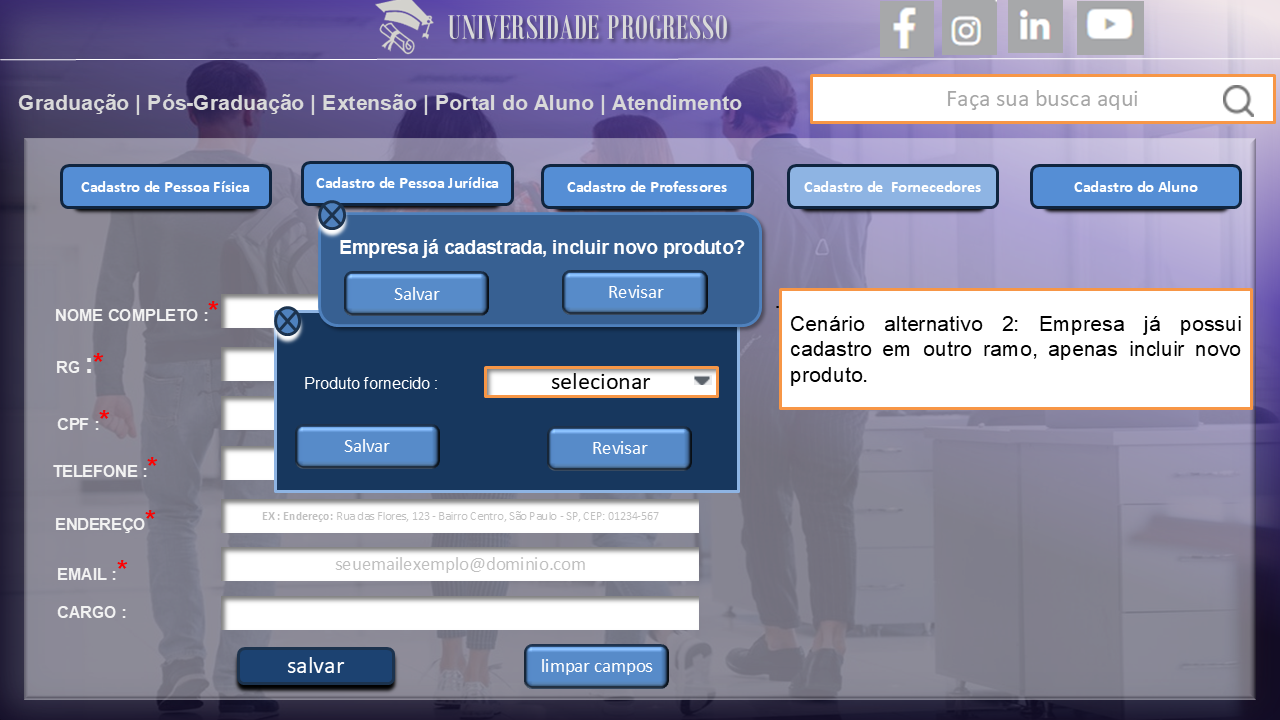 UNIVERSIDADE PROGRESSO
Graduação | Pós-Graduação | Extensão | Portal do Aluno | Atendimento
Faça sua busca aqui
Cadastro de Pessoa Física
Cadastro de Pessoa Jurídica
Cadastro de Professores
Cadastro de Fornecedores
Cadastro do Aluno
Empresa já cadastrada, incluir novo produto?
Salvar
Revisar
NOME COMPLETO :*
RG :*
CPF :*
TELEFONE :*
Produto fornecido :
selecionar
Salvar
Revisar
Cenário alternativo 2: Empresa já possui
cadastro em outro ramo, apenas incluir novo
produto.
ENDEREÇO*
EX: Endereço: Rua das Flores, 123 - Bairro Centro, São Paulo - SP, CEP: 01234-567
EMAIL :*
seuemailexemplo@dominio.com
CARGO :
salvar
limpar campos